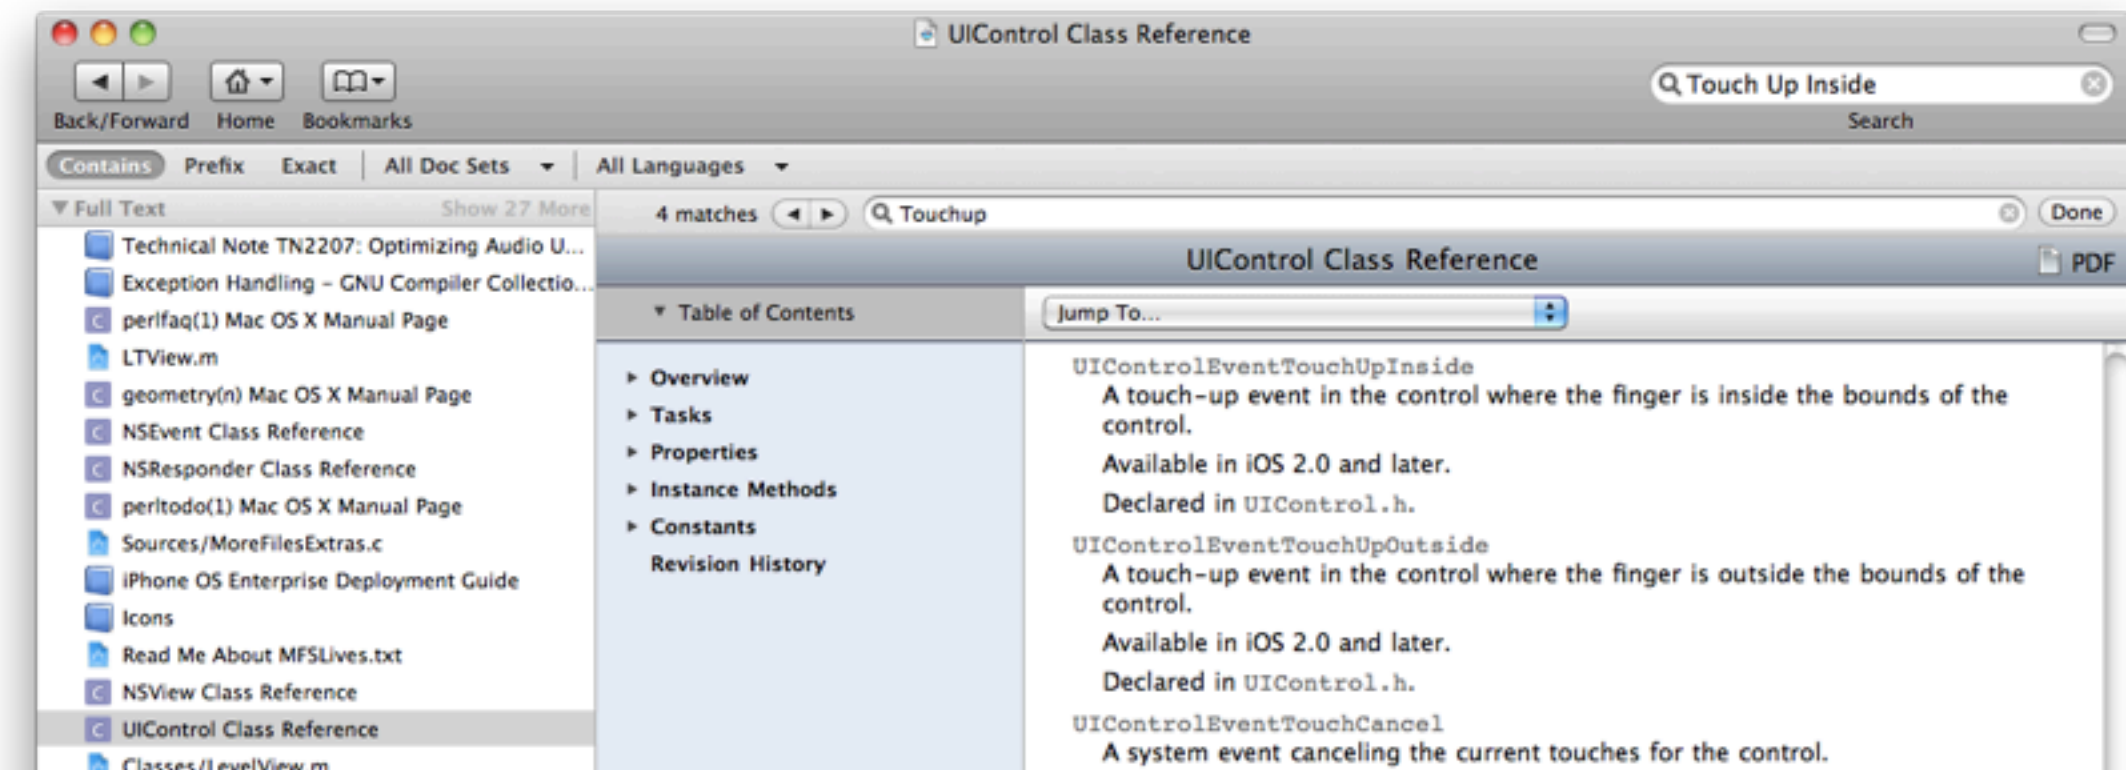 UIControl Class Reference
Touch Up Inside
Back/Forward Home Bookmarks
Search
Contains Prefix Exact All Doc Sets All Languages
Full Text Show 27 More
Technical Note TN2207: Optimizing Audio U...
Exception Handling – GNU Compiler Collectio...
perlfaq(1) Mac OS X Manual Page
LTView.m
geometry(n) Mac OS X Manual Page
NSEvent Class Reference
NSResponder Class Reference
perltodo(1) Mac OS X Manual Page
Sources/MoreFilesExtras.c
iPhone OS Enterprise Deployment Guide
Icons
Read Me About MFSLives.txt
NSView Class Reference
UIControl Class Reference
Classes/LevelView.m
4 matches Touchup Done
UIControl Class Reference PDF
Table of Contents
Overview
Tasks
Properties
Instance Methods
Constants
Revision History
Jump To...
UIControlEventTouchUpInside
A touch-up event in the control where the finger is inside the bounds of the
control.
Available in iOS 2.0 and later.
Declared in UIControl.h.
UIControlEventTouchUpOutside
A touch-up event in the control where the finger is outside the bounds of the
control.
Available in iOS 2.0 and later.
Declared in UIControl.h.
UIControlEventTouchCancel
A system event canceling the current touches for the control.